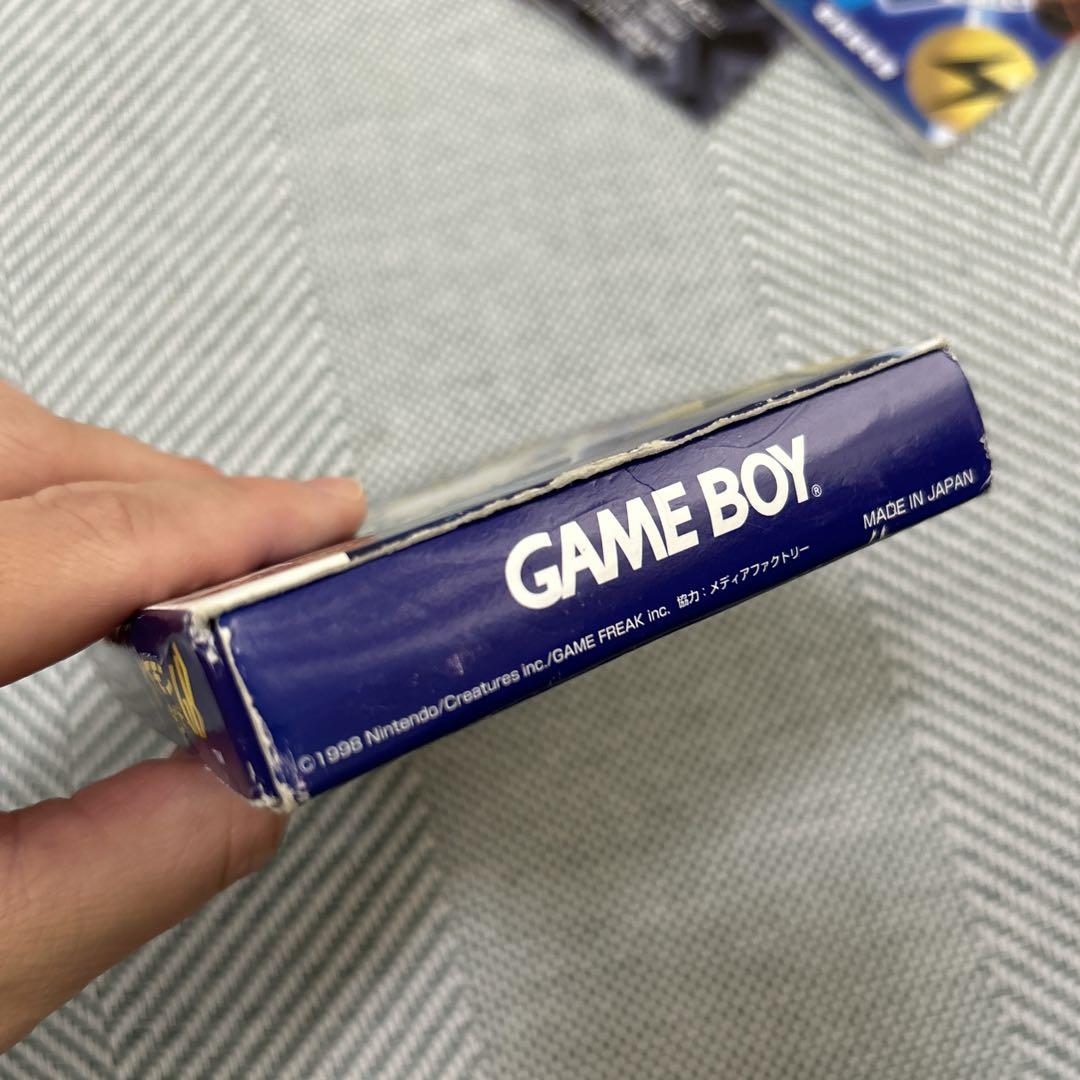 GAME BOY®
MADE IN JAPAN
©1998 Nintendo/Creatures inc./GAME FREAK inc. 協力：メディアファクトリー